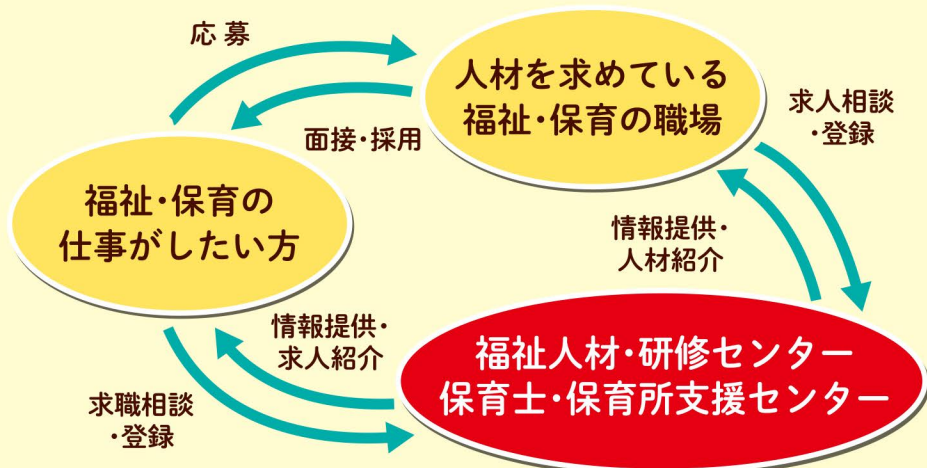 応 募
人材を求めている
福祉・保育の職場
求人相談
・登録
面接・採用
福祉・保育の
仕事がしたい方
情報提供・
人材紹介
情報提供・
求人紹介
福祉人材・研修センター
保育士・保育所支援センター
求職相談
・登録